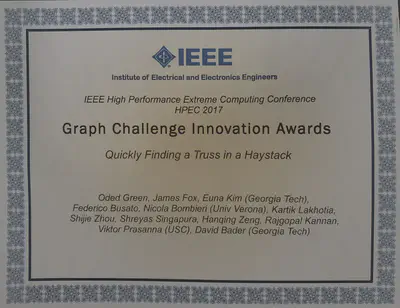 IEEE
Institute of Electrical and Electronics Engineers
IEEE High Performance Extreme Computing Conference
HPEC 2017
Graph Challenge Innovation Awards
Quickly Finding a Truss in a Haystack
Oded Green, James Fox, Euna Kim (Georgia Tech),
Federico Busato, Nicola Bombieri (Univ Verona), Kartik Lakhotia,
Shijie Zhou, Shreyas Singapura, Hanqing Zeng, Rajgopal Kannan,
Viktor Prasanna (USC), David Bader (Georgia Tech)